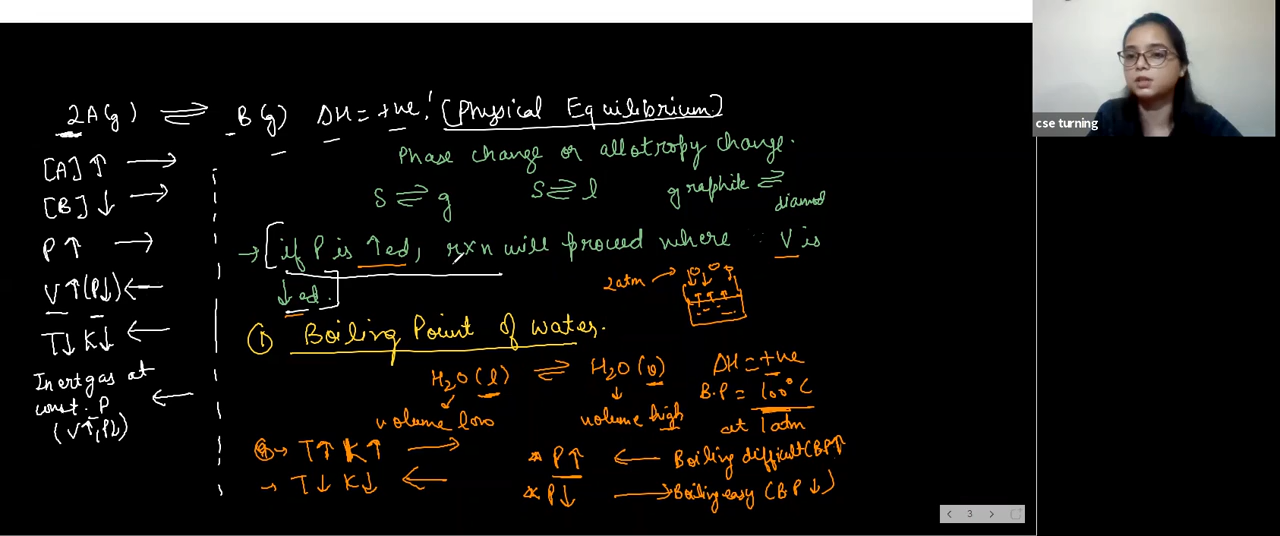 2A(g) ⇌ B(g) ΔH = +ve! [Physical Equilibrium]
[A]↑ →
[B]↓ →
P↑ →
V↑(P↓) ←
T↓ K↓ ←
Inert gas at
const. P ←
(V↑, P↓)
Phase change or allotropy change.
S ⇌ g S ⇌ l graphite ⇌
diamond
→ [if P is ↑ed, rxn will proceed where V is
↓ed.]
2atm →
① Boiling Point of water.
H₂O(l) ⇌ H₂O(v) ΔH = +ve
B.P = 100°C
volume low volume high at 1atm
→ T↑ K↑ →
→ T↓ K↓ ←
* P↑ ← Boiling difficult (BP↑
* P↓ → Boiling easy (BP↓)
cse turning
< 3 >